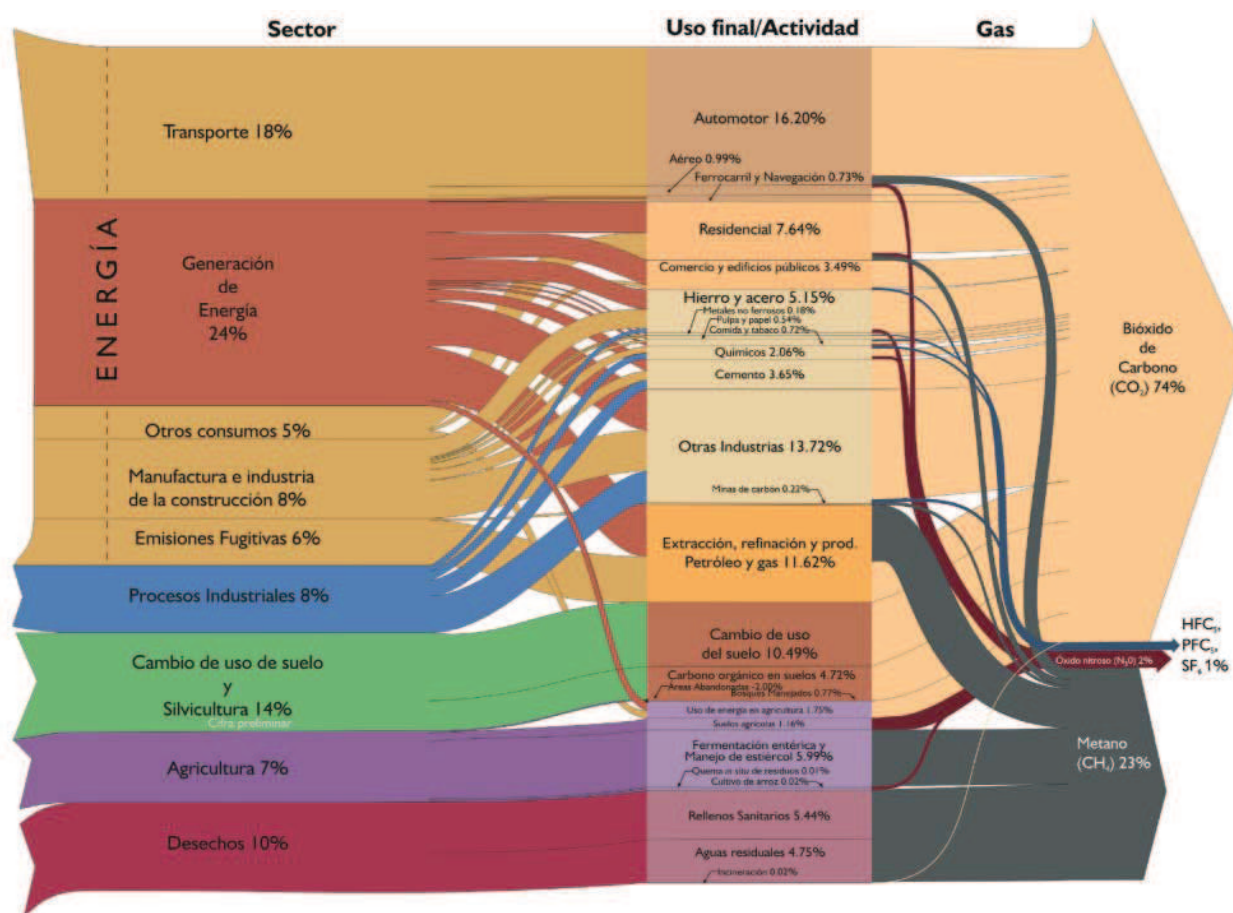 Sector
Uso final/Actividad
Gas
ENERGÍA
Transporte 18%
Generación
de
Energía
24%
Otros consumos 5%
Manufactura e industria
de la construcción 8%
Emisiones Fugitivas 6%
Procesos Industriales 8%
Cambio de uso de suelo
y
Silvicultura 14%
Cifra preliminar
Agricultura 7%
Desechos 10%
Automotor 16.20%
Aéreo 0.99%
Ferrocarril y Navegación 0.73%
Residencial 7.64%
Comercio y edificios públicos 3.49%
Hierro y acero 5.15%
Metales no ferrosos 0.18%
Pulpa y papel 0.54%
Comida y tabaco 0.72%
Químicos 2.06%
Cemento 3.65%
Otras Industrias 13.72%
Minas de carbón 0.22%
Extracción, refinación y prod.
Petróleo y gas 11.62%
Cambio de uso
del suelo 10.49%
Carbono orgánico en suelos 4.72%
Áreas Abandonadas -2.00%
Bosques Manejados 0.77%
Uso de energía en agricultura 1.75%
Suelos agrícolas 1.16%
Fermentación entérica y
Manejo de estiércol 5.99%
Quema in situ de residuos 0.01%
Cultivo de arroz 0.02%
Rellenos Sanitarios 5.44%
Aguas residuales 4.75%
Incineración 0.02%
Bióxido
de
Carbono
(CO₂) 74%
HFCs,
PFCs,
SF₆ 1%
Óxido nitroso (N₂0) 2%
Metano
(CH₄) 23%